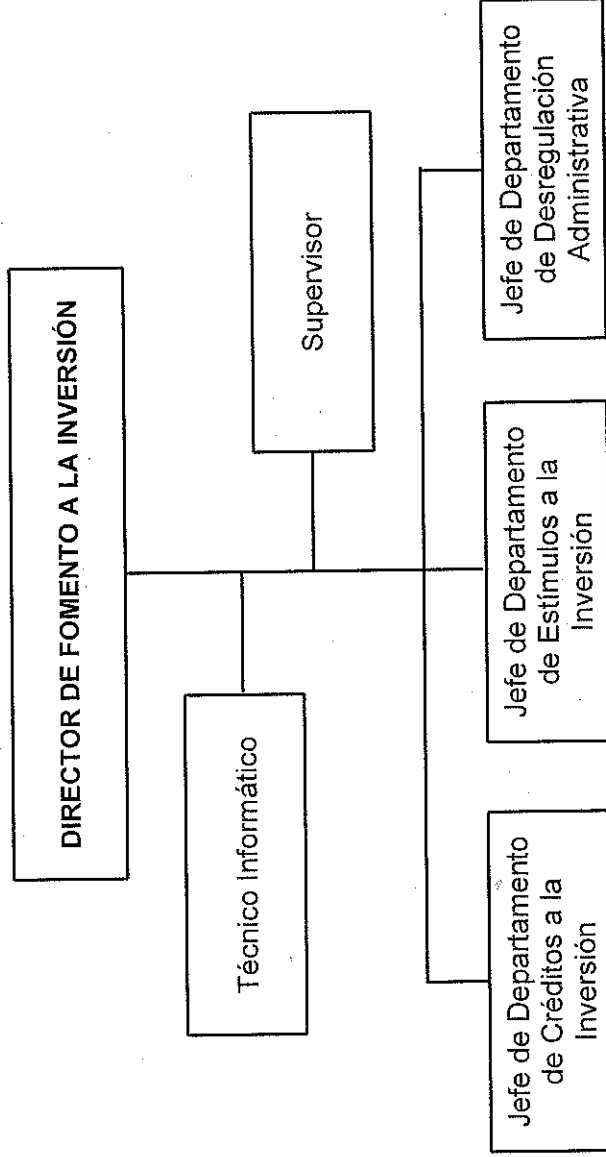 DIRECTOR DE FOMENTO A LA INVERSIÓN
Técnico Informático
Supervisor
Jefe de Departamento
de Créditos a la
Inversión
Jefe de Departamento
de Estímulos a la
Inversión
Jefe de Departamento
de Desregulación
Administrativa